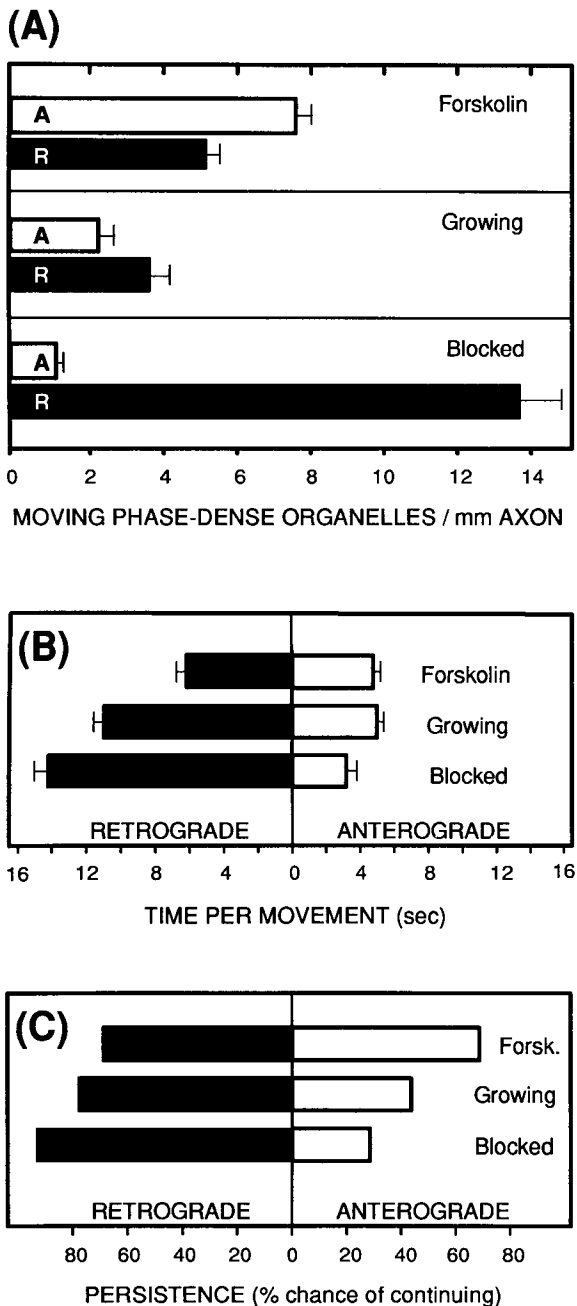 (A)
A Forskolin
R
A Growing
R
A Blocked
R
0 2 4 6 8 10 12 14
MOVING PHASE-DENSE ORGANELLES / mm AXON
(B)
Forskolin
Growing
Blocked
RETROGRADE ANTEROGRADE
16 12 8 4 0 4 8 12 16
TIME PER MOVEMENT (sec)
(C)
Forsk.
Growing
Blocked
RETROGRADE ANTEROGRADE
80 60 40 20 0 20 40 60 80
PERSISTENCE (% chance of continuing)